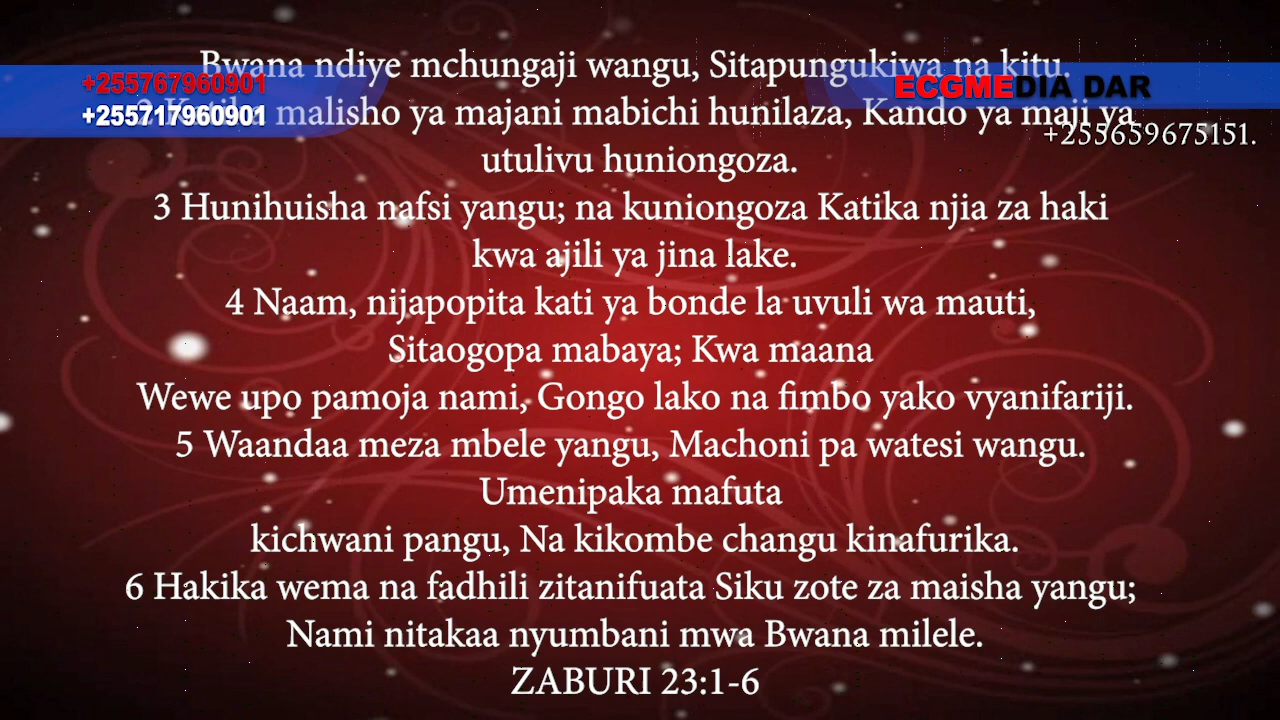 Bwana ndiye mchungaji wangu, Sitapungukiwa na kitu.
+255767960901
ECGMEDIA DAR
malisho ya majani mabichi hunilaza, Kando ya maji ya
+255717960901
+255659675151.
utulivu huniongoza.
3 Hunihuisha nafsi yangu; na kuniongoza Katika njia za haki
kwa ajili ya jina lake.
4 Naam, nijapopita kati ya bonde la uvuli wa mauti,
Sitaogopa mabaya; Kwa maana
Wewe upo pamoja nami, Gongo lako na fimbo yako vyanifariji.
5 Waandaa meza mbele yangu, Machoni pa watesi wangu.
Umenipaka mafuta
kichwani pangu, Na kikombe changu kinafurika.
6 Hakika wema na fadhili zitanifuata Siku zote za maisha yangu;
Nami nitakaa nyumbani mwa Bwana milele.
ZABURI 23:1-6